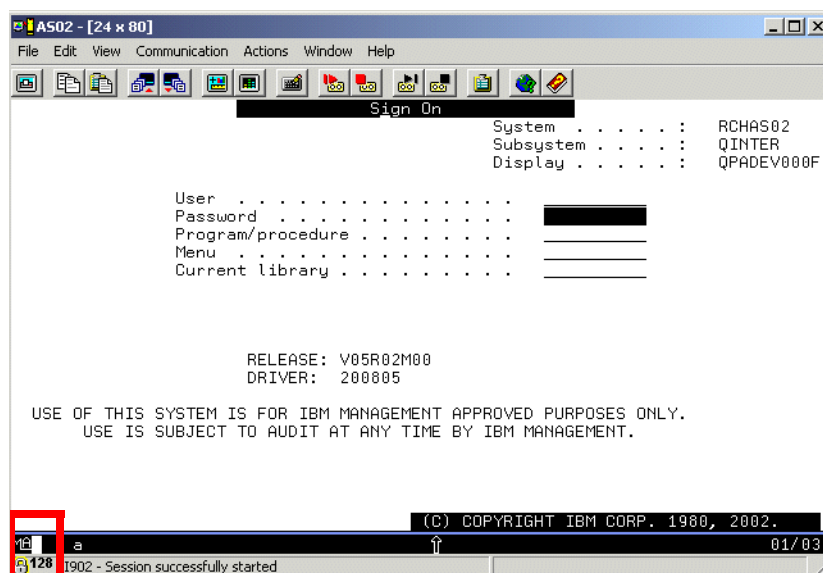 AS02 - [24 x 80]
File Edit View Communication Actions Window Help
Sign On
System . . . . . : RCHAS02
Subsystem . . . . : QINTER
Display . . . . . : QPADEV000F
User . . . . . . . . . . . . . .
Password . . . . . . . . . . . .
Program/procedure . . . . . . . .
Menu . . . . . . . . . . . . . .
Current library . . . . . . . . .
RELEASE: V05R02M00
DRIVER: 200805
USE OF THIS SYSTEM IS FOR IBM MANAGEMENT APPROVED PURPOSES ONLY.
USE IS SUBJECT TO AUDIT AT ANY TIME BY IBM MANAGEMENT.
(C) COPYRIGHT IBM CORP. 1980, 2002.
MA a 01/03
128 I902 - Session successfully started